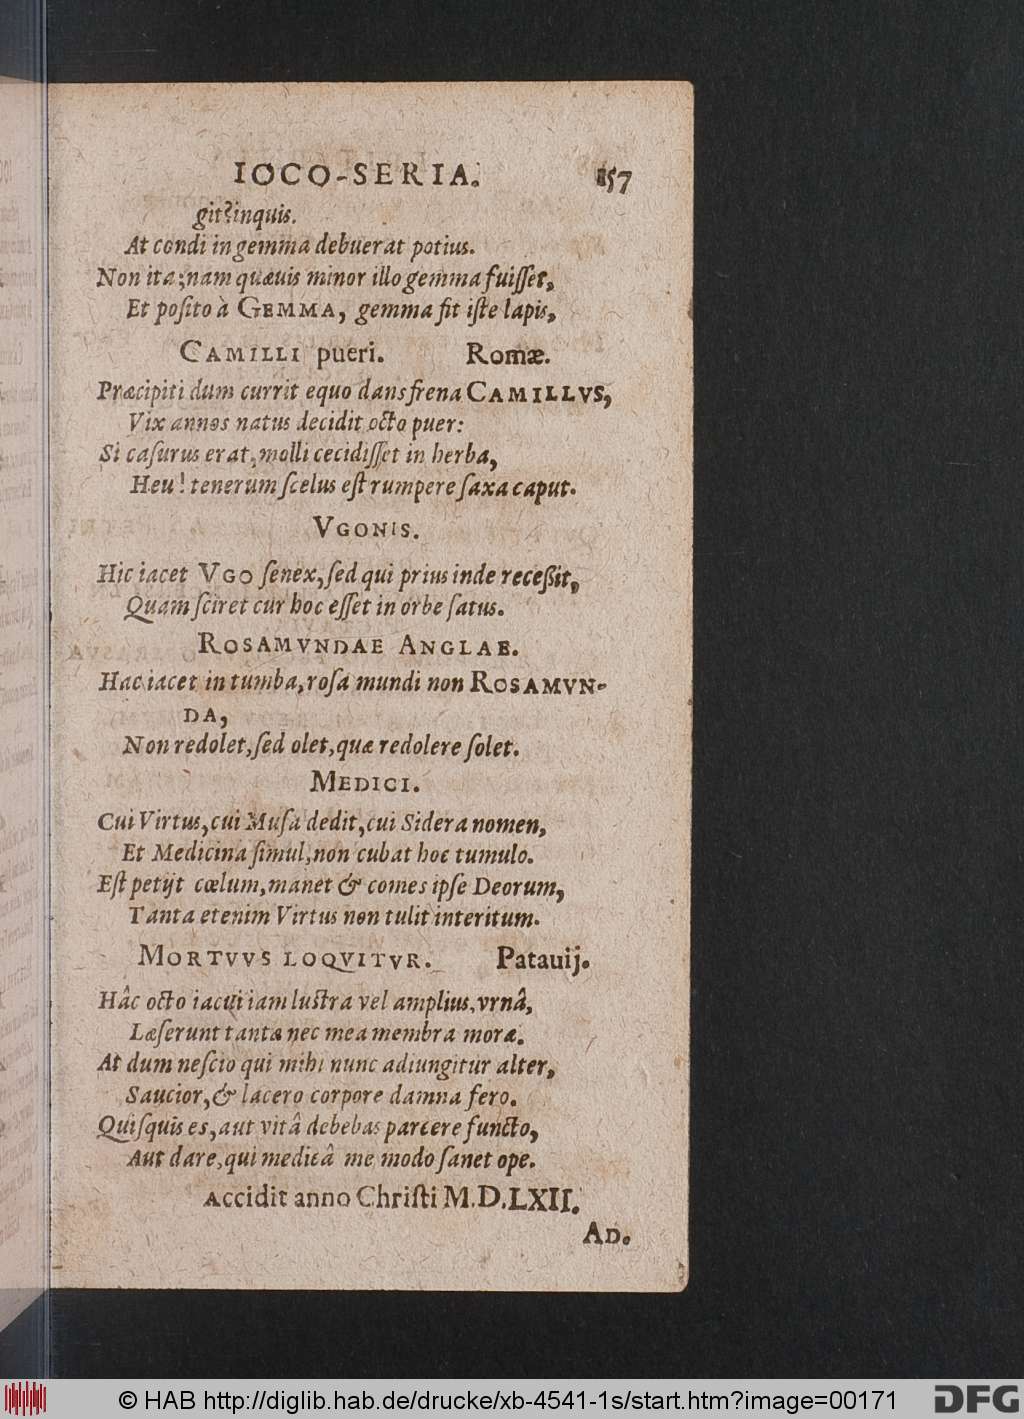 IOCO-SERIA. 157
git? inquis.
At condi in gemma debuerat potius.
Non ita; nam quævis minor illo gemma fuiſſet,
Et poſito à GEMMA, gemma fit iſte lapis,
CAMILLI pueri. Romæ.
Præcipiti dum currit equo dans frena CAMILLVS,
Vix annos natus decidit octo puer:
Si caſurus erat, molli cecidiſſet in herba,
Heu! tenerum ſcelus eſt rumpere ſaxa caput.
VGONIS.
Hic iacet VGO ſenex, ſed qui prius inde receßit,
Quam ſciret cur hoc eſſet in orbe ſatus.
ROSAMVNDAE ANGLAE.
Hac iacet in tumba, roſa mundi non ROSAMVN-
DA,
Non redolet, ſed olet, quæ redolere ſolet.
MEDICI.
Cui Virtus, cui Muſa dedit, cui Sidera nomen,
Et Medicina ſimul, non cubat hoc tumulo.
Eſt petijt cœlum, manet & comes ipſe Deorum,
Tanta etenim Virtus non tulit interitum.
MORTVVS LOQVITVR. Patauij.
Hâc octo iacui iam luſtra vel amplius, vrnâ,
Læſerunt tanta nec mea membra moræ.
At dum neſcio qui mihi nunc adiungitur alter,
Saucior, & lacero corpore damna fero.
Quiſquis es, aut vitâ debebas parcere functo,
Aut dare, qui medicâ me modo ſanet ope.
Accidit anno Chriſti M.D.LXII.
AD.
© HAB http://diglib.hab.de/drucke/xb-4541-1s/start.htm?image=00171 DFG